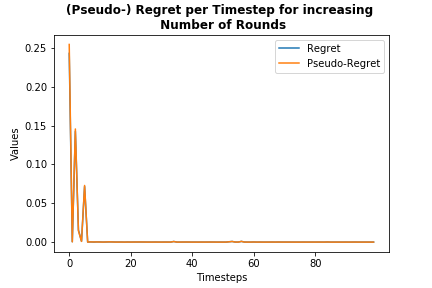 (Pseudo-) Regret per Timestep for increasing
Number of Rounds
Regret
Pseudo-Regret
Values
0.25
0.20
0.15
0.10
0.05
0.00
0
20
40
60
80
Timesteps